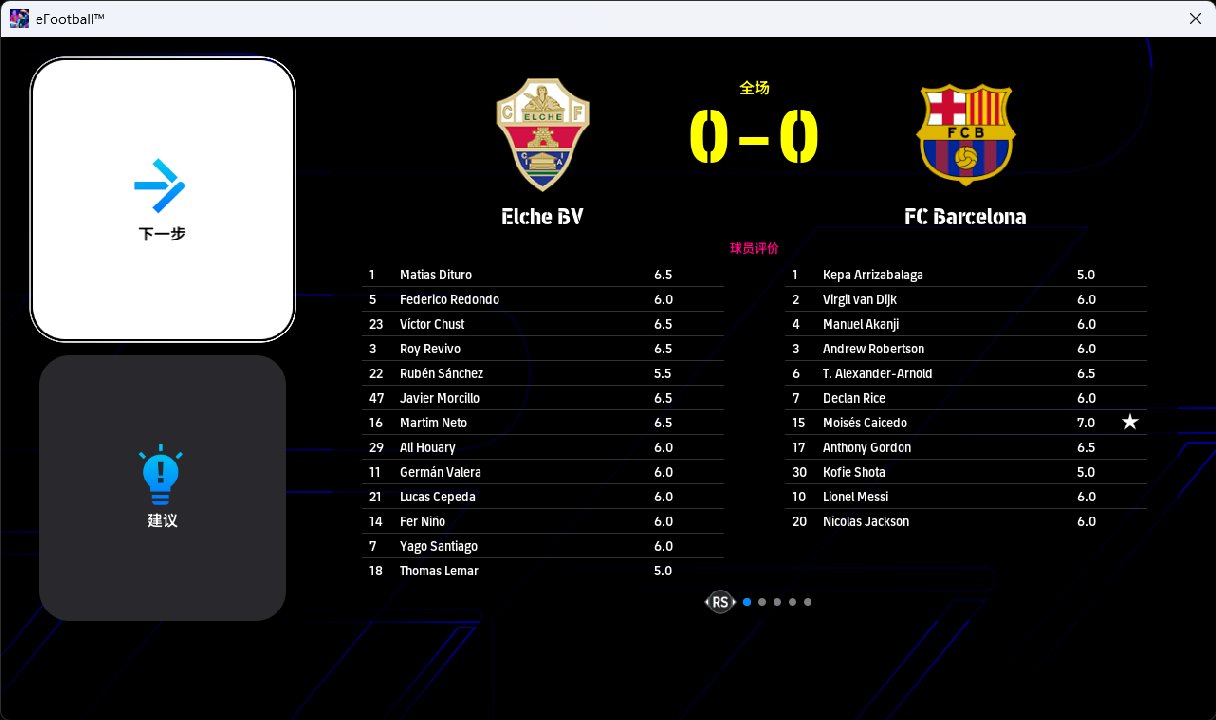 eFootball™
下一步
建议
全场
0 - 0
C F
ELCHE
C I
FCB
Elche BV
FC Barcelona
球员评价
1 Matias Dituro 6.5
5 Federico Redondo 6.0
23 Víctor Chust 6.5
3 Roy Revivo 6.5
22 Rubén Sánchez 5.5
47 Javier Morcillo 6.5
16 Martim Neto 6.5
29 Ali Houary 6.0
11 Germán Valera 6.0
21 Lucas Cepeda 6.0
14 Fer Niño 6.0
7 Yago Santiago 6.0
18 Thomas Lemar 5.0
1 Kepa Arrizabalaga 5.0
2 Virgil van Dijk 6.0
4 Manuel Akanji 6.0
3 Andrew Robertson 6.0
6 T. Alexander-Arnold 6.5
7 Declan Rice 6.0
15 Moisés Caicedo 7.0 ★
17 Anthony Gordon 6.5
30 Kofie Shota 5.0
10 Lionel Messi 6.0
20 Nicolas Jackson 6.0
RS